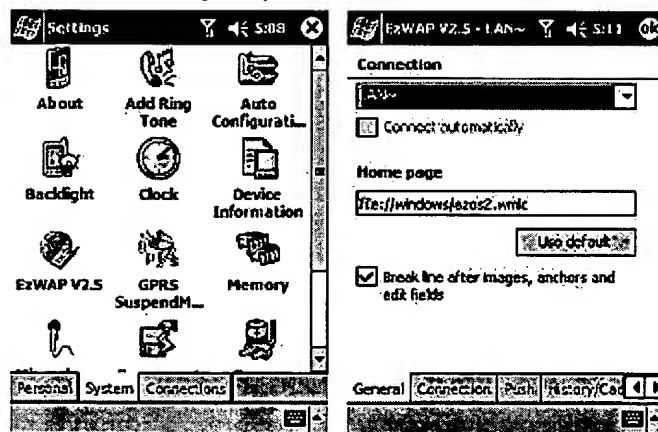 Settings 5:08
About Add Ring Tone Auto Configurati...
Backlight Clock Device Information
EzWAP V2.5 GPRS SuspendM... Memory
Personal System Connections
EzWAP V2.5 - LAN~ 5:11 ok
Connection
LAN~
Connect automatically
Home page
file://windows/ezos2.wmlc
Use default
Break line after images, anchors and
edit fields
General Connection Push History/Cac